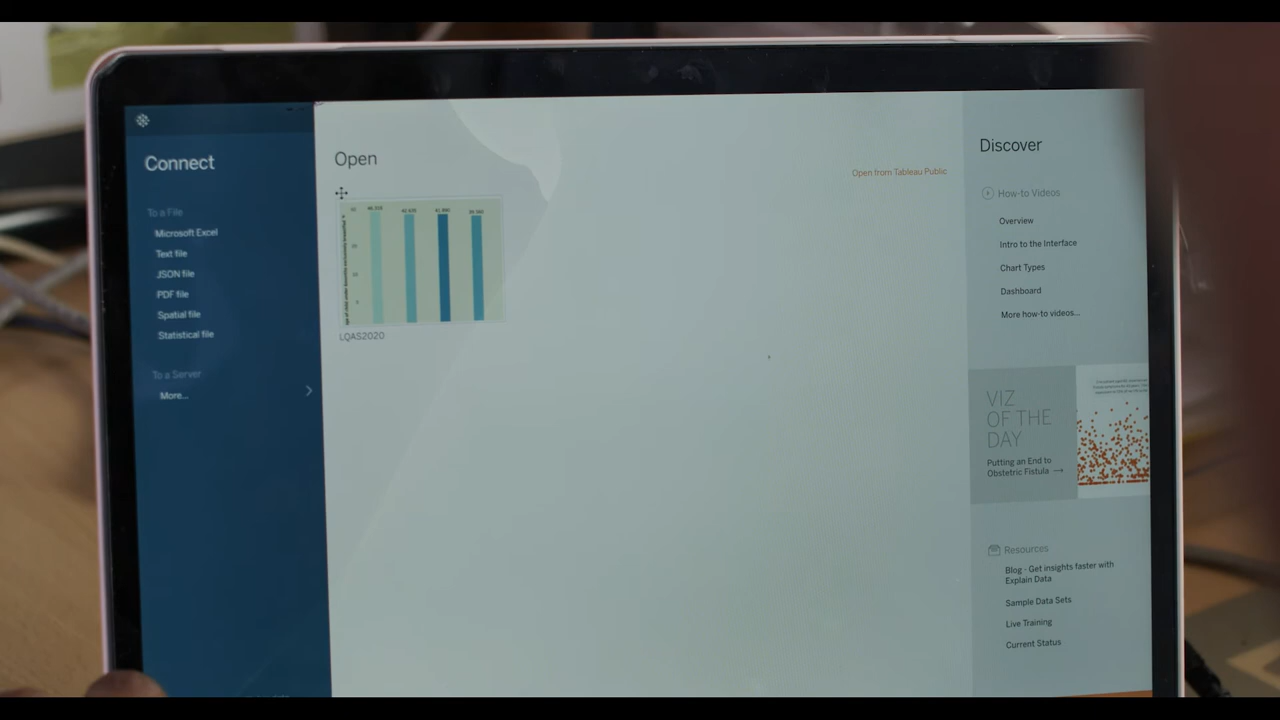 Connect
To a File
Microsoft Excel
Text file
JSON file
PDF file
Spatial file
Statistical file
To a Server
More...
Open
Open from Tableau Public
LQAS2020
Discover
How-to Videos
Overview
Intro to the Interface
Chart Types
Dashboard
More how-to videos...
VIZ
OF THE
DAY
Putting an End to
Obstetric Fistula →
Resources
Blog - Get insights faster with
Explain Data
Sample Data Sets
Live Training
Current Status